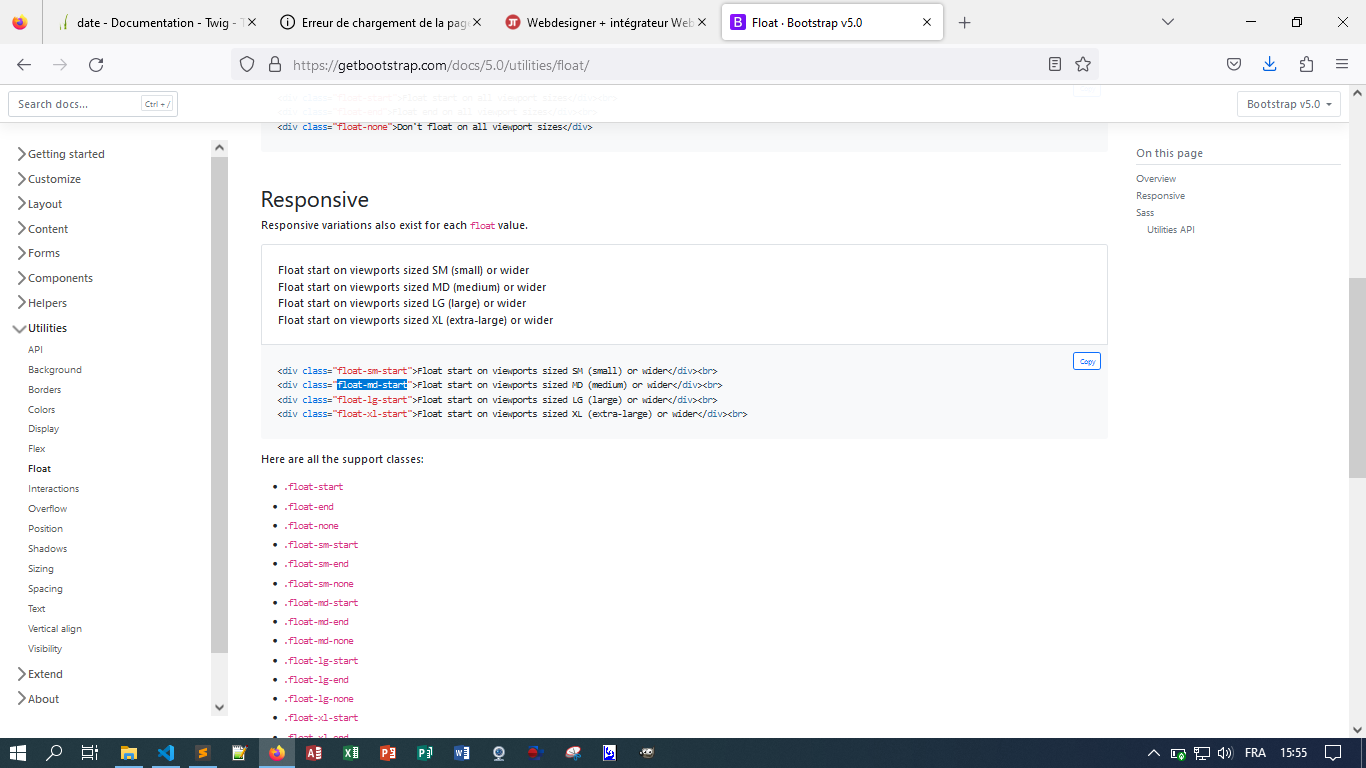 date - Documentation - Twig - T
Erreur de chargement de la page
Webdesigner + intégrateur Web
Float · Bootstrap v5.0
https://getbootstrap.com/docs/5.0/utilities/float/
Search docs...
Ctrl + /
Bootstrap v5.0
Getting started
Customize
Layout
Content
Forms
Components
Helpers
Utilities
API
Background
Borders
Colors
Display
Flex
Float
Interactions
Overflow
Position
Shadows
Sizing
Spacing
Text
Vertical align
Visibility
Extend
About
<div class="float-none">Don't float on all viewport sizes</div>
Responsive
Responsive variations also exist for each float value.
Float start on viewports sized SM (small) or wider
Float start on viewports sized MD (medium) or wider
Float start on viewports sized LG (large) or wider
Float start on viewports sized XL (extra-large) or wider
Copy
<div class="float-sm-start">Float start on viewports sized SM (small) or wider</div><br>
<div class="float-md-start">Float start on viewports sized MD (medium) or wider</div><br>
<div class="float-lg-start">Float start on viewports sized LG (large) or wider</div><br>
<div class="float-xl-start">Float start on viewports sized XL (extra-large) or wider</div><br>
Here are all the support classes:
.float-start
.float-end
.float-none
.float-sm-start
.float-sm-end
.float-sm-none
.float-md-start
.float-md-end
.float-md-none
.float-lg-start
.float-lg-end
.float-lg-none
.float-xl-start
.float-xl-end
On this page
Overview
Responsive
Sass
Utilities API
FRA
15:55